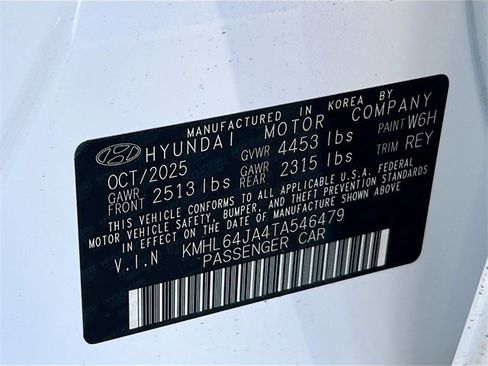 MANUFACTURED IN KOREA BY
HYUNDAI MOTOR COMPANY
OCT/2025 GVWR 4453 lbs PAINT W6H
GAWR FRONT 2513 lbs GAWR REAR 2315 lbs TRIM REY
THIS VEHICLE CONFORMS TO ALL APPLICABLE U.S.A. FEDERAL
MOTOR VEHICLE SAFETY, BUMPER, AND THEFT PREVENTION STANDARDS
IN EFFECT ON THE DATE OF MANUFACTURE SHOWN ABOVE.
V.I.N KMHL64JA4TA546479
PASSENGER CAR